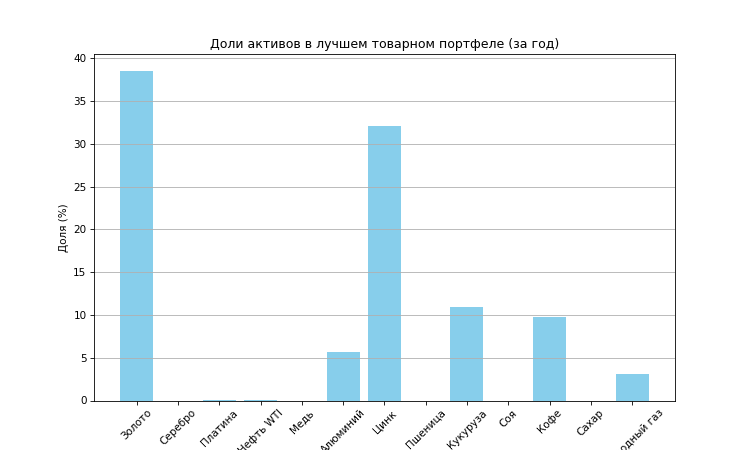 Доли активов в лучшем товарном портфеле (за год)
Доля (%)
40
35
30
25
20
15
10
5
0
Золото
Серебро
Платина
Нефть WTI
Медь
Алюминий
Цинк
Пшеница
Кукуруза
Соя
Кофе
Сахар
одный газ